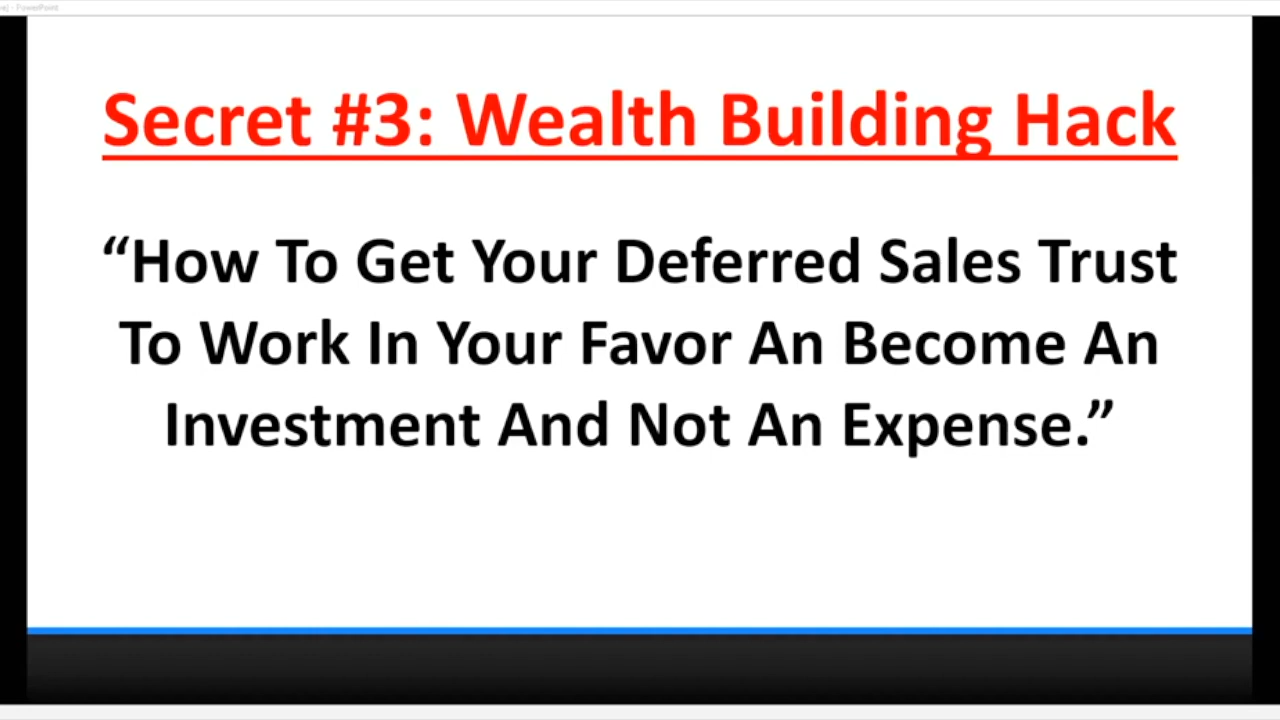 - PowerPoint
Secret #3: Wealth Building Hack
“How To Get Your Deferred Sales Trust
To Work In Your Favor An Become An
Investment And Not An Expense.”